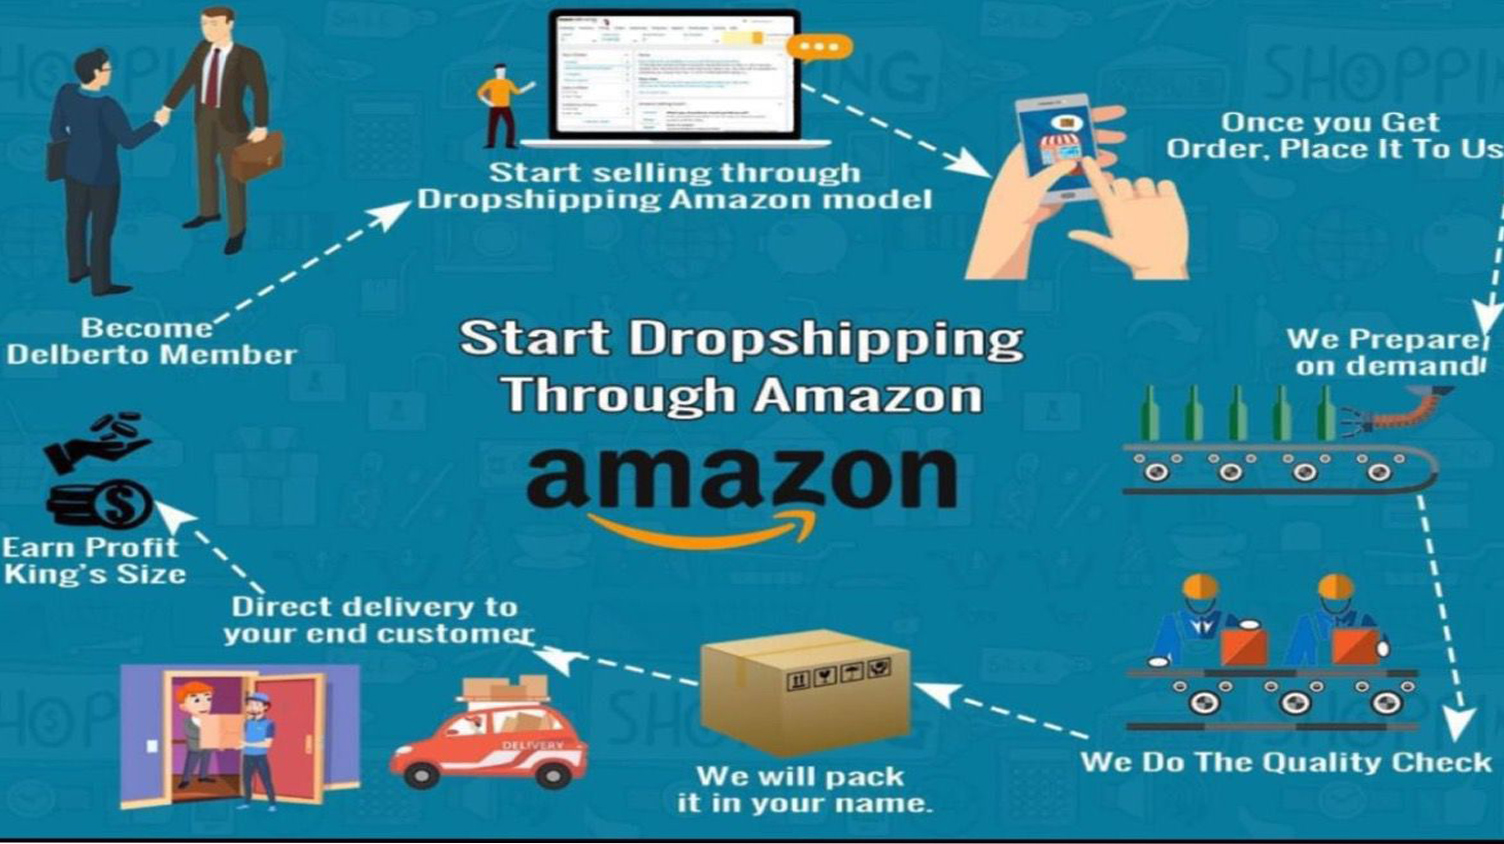 Start selling through
Dropshipping Amazon model
Once you Get
Order, Place It To Us
Become
Delberto Member
Start Dropshipping
Through Amazon
amazon
We Prepare
on demand
Earn Profit
King's Size
Direct delivery to
your end customer
DELIVERY
We will pack
it in your name.
We Do The Quality Check